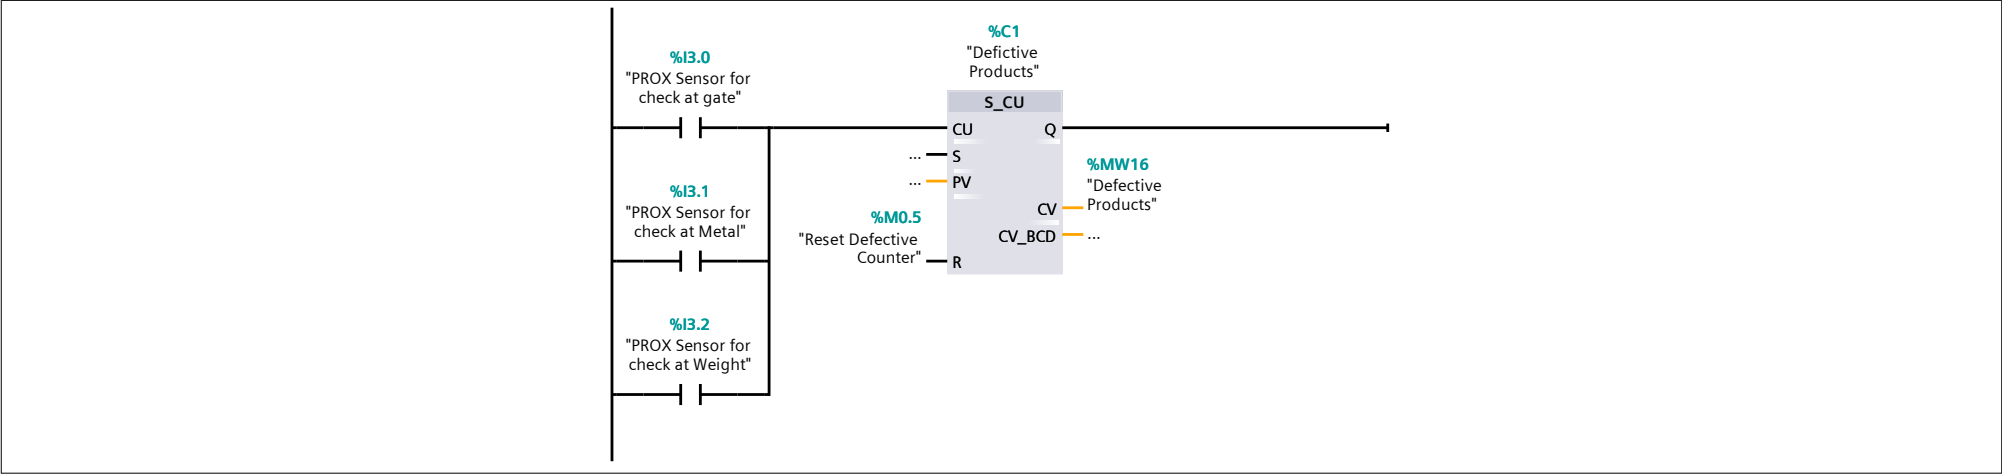 %I3.0
"PROX Sensor for
check at gate"
%I3.1
"PROX Sensor for
check at Metal"
%I3.2
"PROX Sensor for
check at Weight"
%C1
"Defictive
Products"
S_CU
CU
Q
...
S
...
PV
%M0.5
"Reset Defective
Counter"
R
%MW16
"Defective
Products"
CV
CV_BCD
...